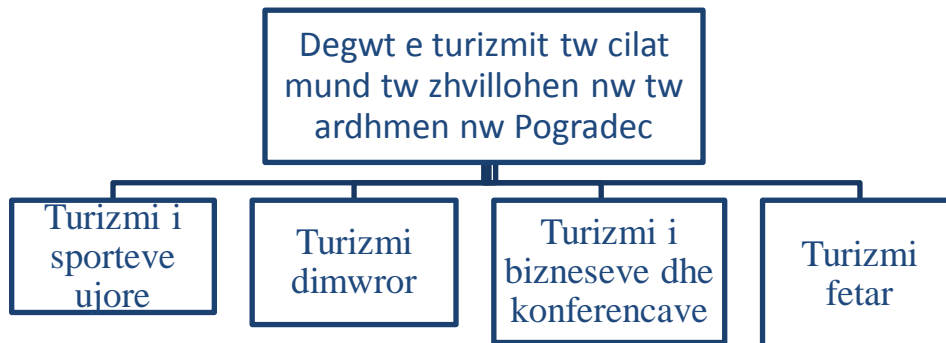 Degwt e turizmit tw cilat
mund tw zhvillohen nw tw
ardhmen nw Pogradec
Turizmi i
sporteve
ujore
Turizmi
dimwror
Turizmi i
bizneseve dhe
konferencave
Turizmi
fetar